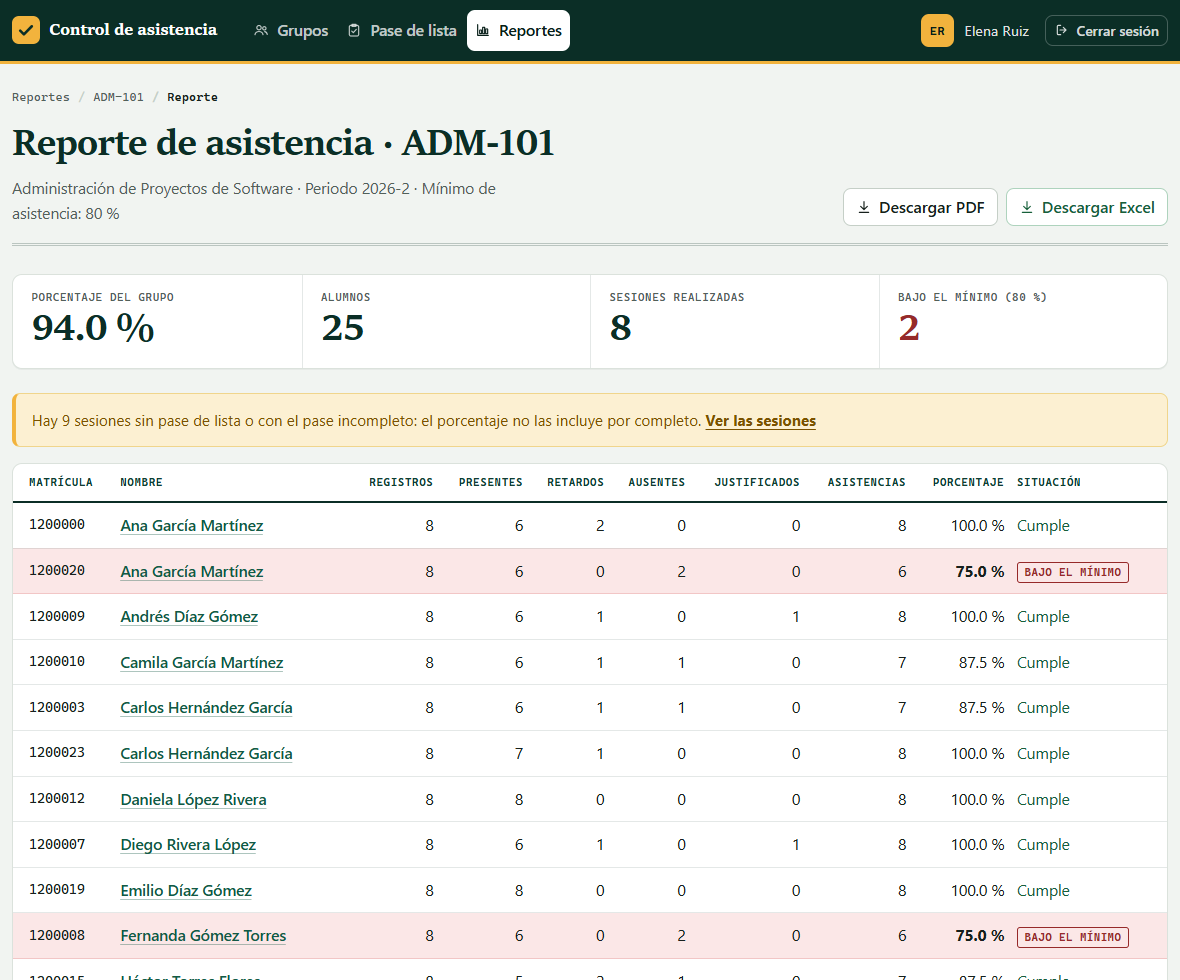 Control de asistencia Grupos Pase de lista Reportes ER Elena Ruiz Cerrar sesión
Reportes / ADM-101 / Reporte
Reporte de asistencia · ADM-101
Administración de Proyectos de Software · Periodo 2026-2 · Mínimo de
asistencia: 80 %
Descargar PDF Descargar Excel
PORCENTAJE DEL GRUPO ALUMNOS SESIONES REALIZADAS BAJO EL MÍNIMO (80 %)
94.0 % 25 8 2
Hay 9 sesiones sin pase de lista o con el pase incompleto: el porcentaje no las incluye por completo. Ver las sesiones
MATRÍCULA NOMBRE REGISTROS PRESENTES RETARDOS AUSENTES JUSTIFICADOS ASISTENCIAS PORCENTAJE SITUACIÓN
1200000 Ana García Martínez 8 6 2 0 0 8 100.0 % Cumple
1200020 Ana García Martínez 8 6 0 2 0 6 75.0 % BAJO EL MÍNIMO
1200009 Andrés Díaz Gómez 8 6 1 0 1 8 100.0 % Cumple
1200010 Camila García Martínez 8 6 1 1 0 7 87.5 % Cumple
1200003 Carlos Hernández García 8 6 1 1 0 7 87.5 % Cumple
1200023 Carlos Hernández García 8 7 1 0 0 8 100.0 % Cumple
1200012 Daniela López Rivera 8 8 0 0 0 8 100.0 % Cumple
1200007 Diego Rivera López 8 6 1 0 1 8 100.0 % Cumple
1200019 Emilio Díaz Gómez 8 8 0 0 0 8 100.0 % Cumple
1200008 Fernanda Gómez Torres 8 6 0 2 0 6 75.0 % BAJO EL MÍNIMO